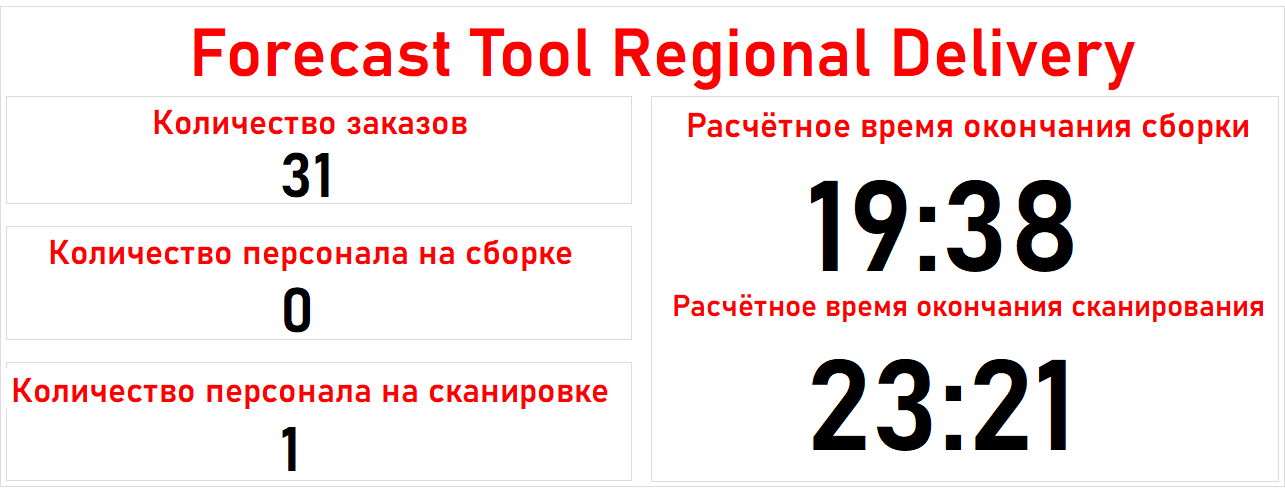 Forecast Tool Regional Delivery
Количество заказов
31
Количество персонала на сборке
0
Количество персонала на сканировке
1
Расчётное время окончания сборки
19:38
Расчётное время окончания сканирования
23:21